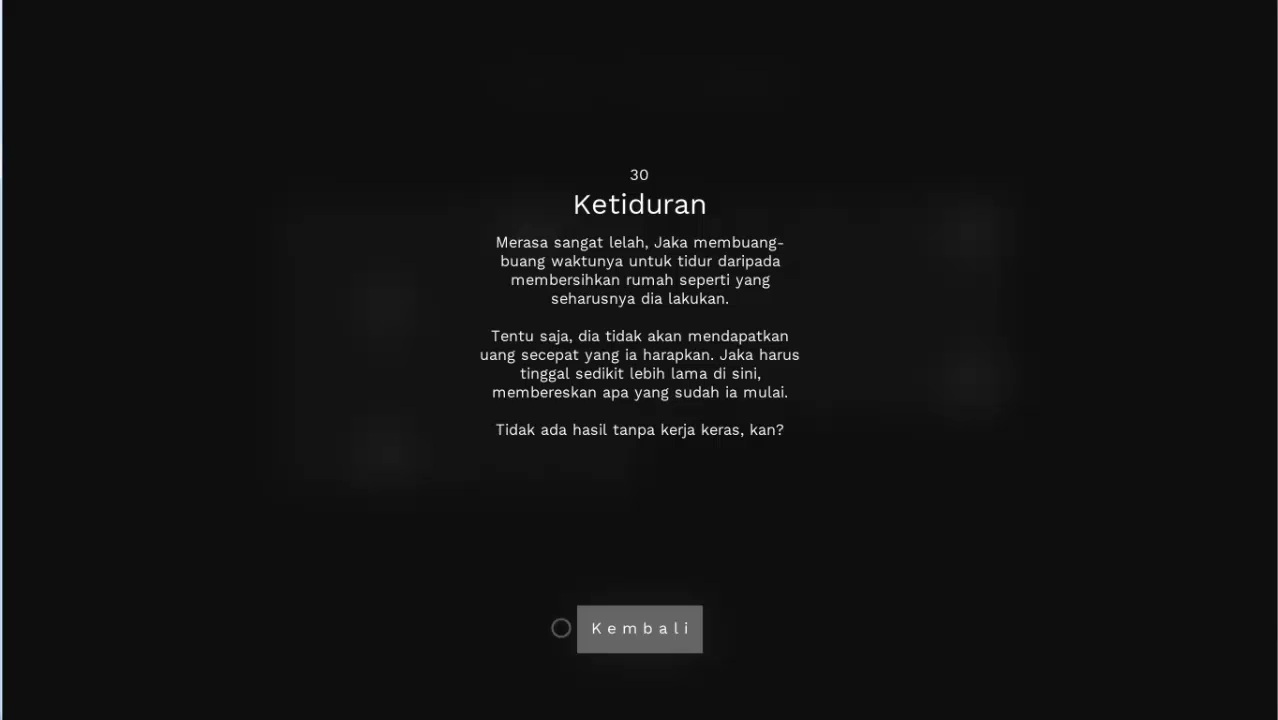 30
Ketiduran
Merasa sangat lelah, Jaka membuang-
buang waktunya untuk tidur daripada
membersihkan rumah seperti yang
seharusnya dia lakukan.
Tentu saja, dia tidak akan mendapatkan
uang secepat yang ia harapkan. Jaka harus
tinggal sedikit lebih lama di sini,
membereskan apa yang sudah ia mulai.
Tidak ada hasil tanpa kerja keras, kan?
Kembali